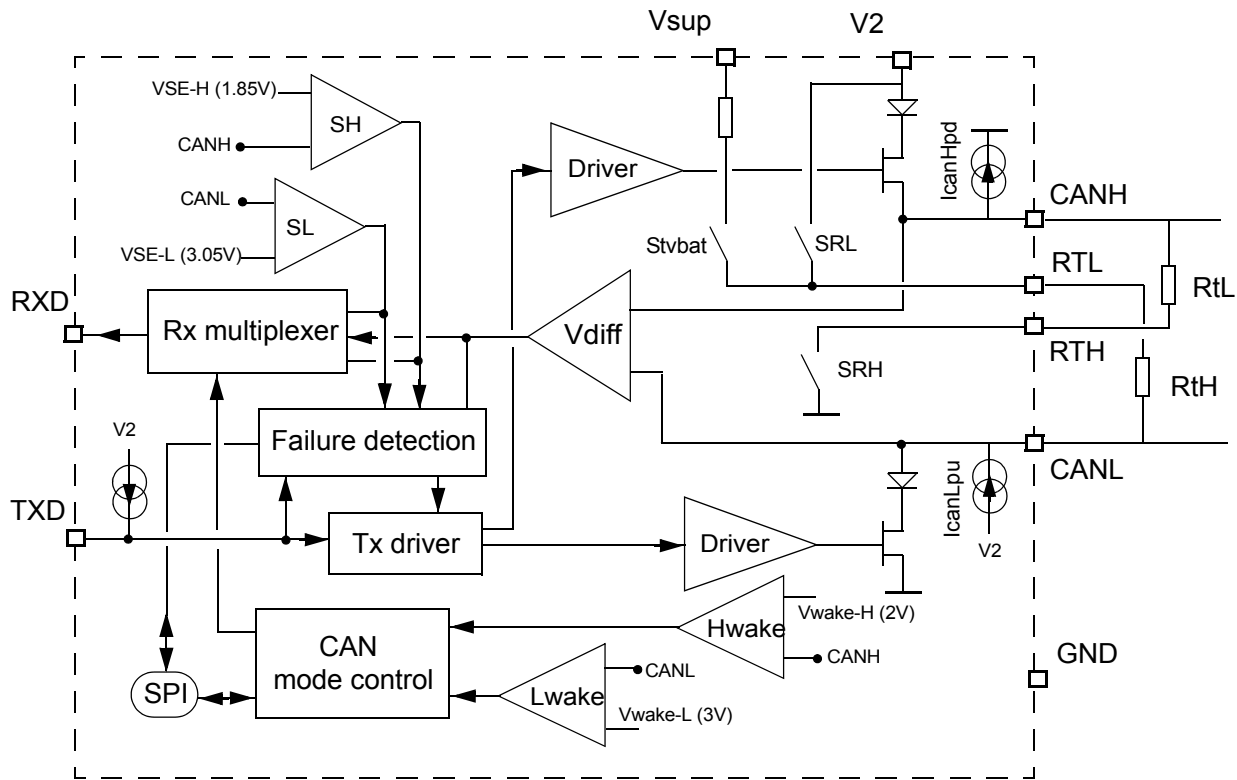 Vsup
V2
VSE-H (1.85V)
SH
CANH
CANL
SL
VSE-L (3.05V)
Driver
IcanHpd
CANH
Stvbat
SRL
RTL
RtL
RXD
Rx multiplexer
Vdiff
RTH
SRH
RtH
V2
Failure detection
CANL
TXD
Tx driver
Driver
IcanLpu
V2
Vwake-H (2V)
Hwake
CANH
CAN
mode control
GND
CANL
SPI
Lwake
Vwake-L (3V)